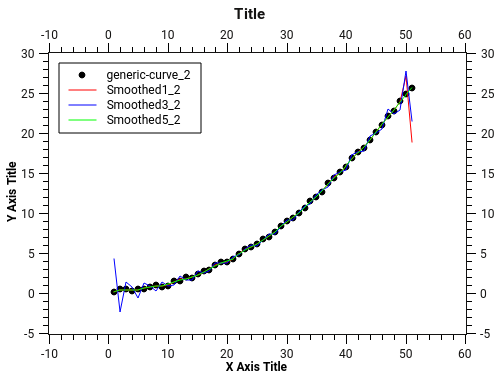 Title
-10 0 10 20 30 40 50 60
30 30
25 25
20 20
15 15
10 10
5 5
0 0
-5 -5
generic-curve_2
Smoothed1_2
Smoothed3_2
Smoothed5_2
Y Axis Title
-10 0 10 20 30 40 50 60
X Axis Title